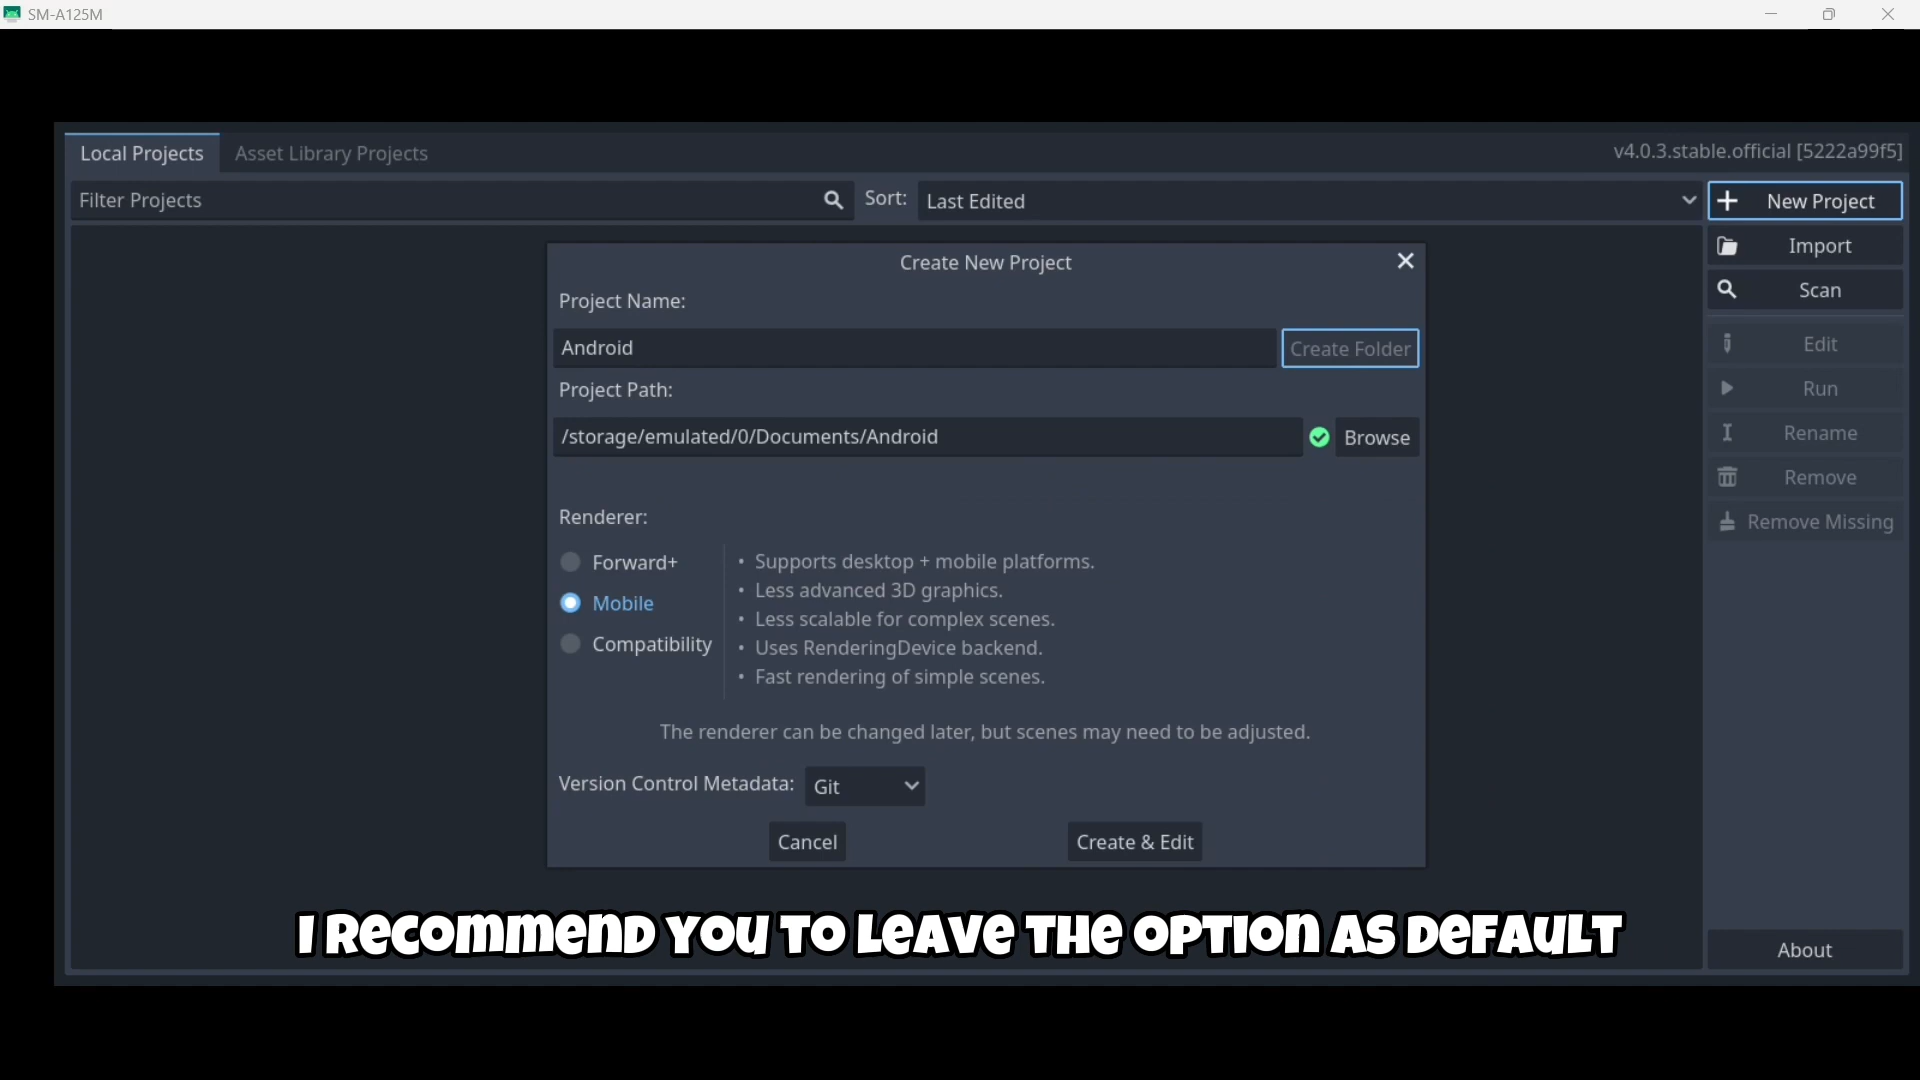 SM-A125M
Local Projects
Asset Library Projects
v4.0.3.stable.official [5222a99f5]
Filter Projects
Sort:
Last Edited
New Project
Import
Scan
Edit
Run
Rename
Remove
Remove Missing
Create New Project
Project Name:
Android
Create Folder
Project Path:
/storage/emulated/0/Documents/Android
Browse
Renderer:
Forward+
Mobile
Compatibility
• Supports desktop + mobile platforms.
• Less advanced 3D graphics.
• Less scalable for complex scenes.
• Uses RenderingDevice backend.
• Fast rendering of simple scenes.
The renderer can be changed later, but scenes may need to be adjusted.
Version Control Metadata:
Git
Cancel
Create & Edit
I RECOMMEND YOU TO LEAVE THE OPTION AS DEFAULT
About